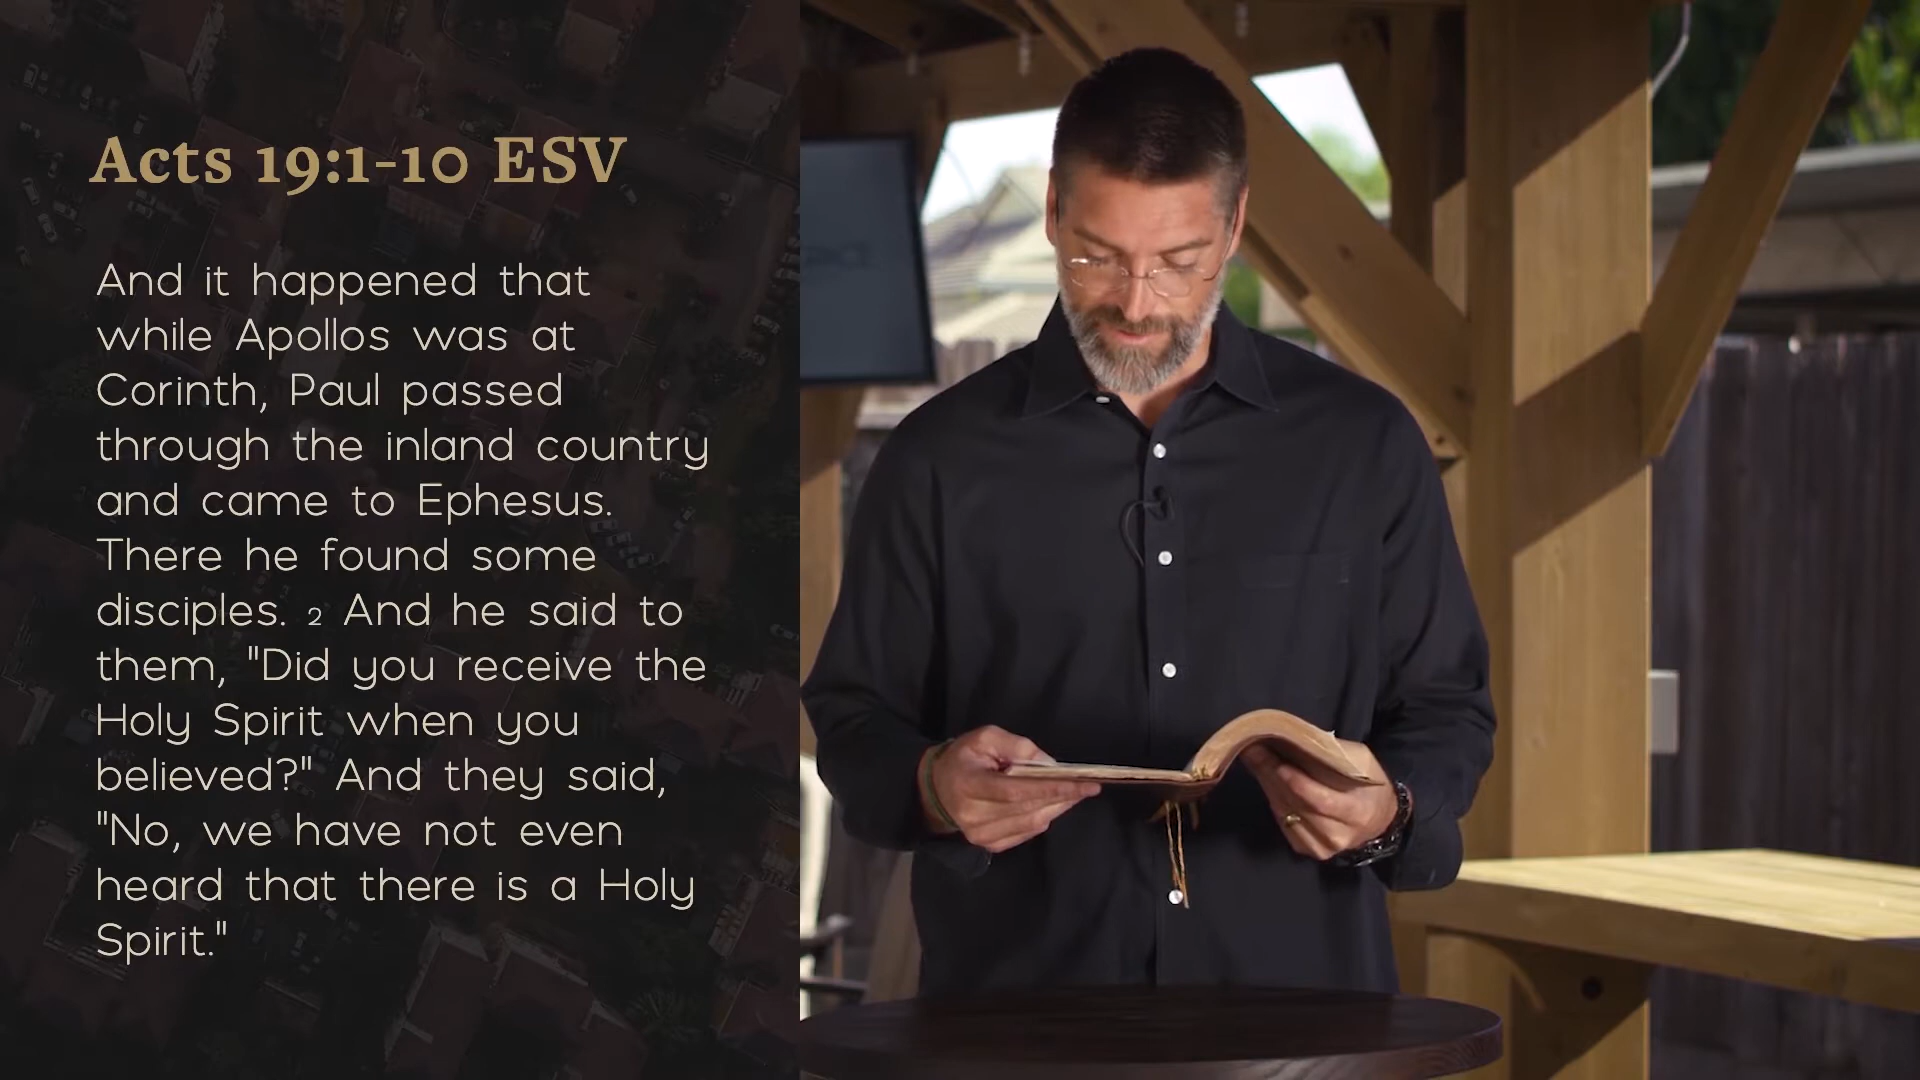 Acts 19:1-10 ESV
And it happened that
while Apollos was at
Corinth, Paul passed
through the inland country
and came to Ephesus.
There he found some
disciples. 2 And he said to
them, "Did you receive the
Holy Spirit when you
believed?" And they said,
"No, we have not even
heard that there is a Holy
Spirit."